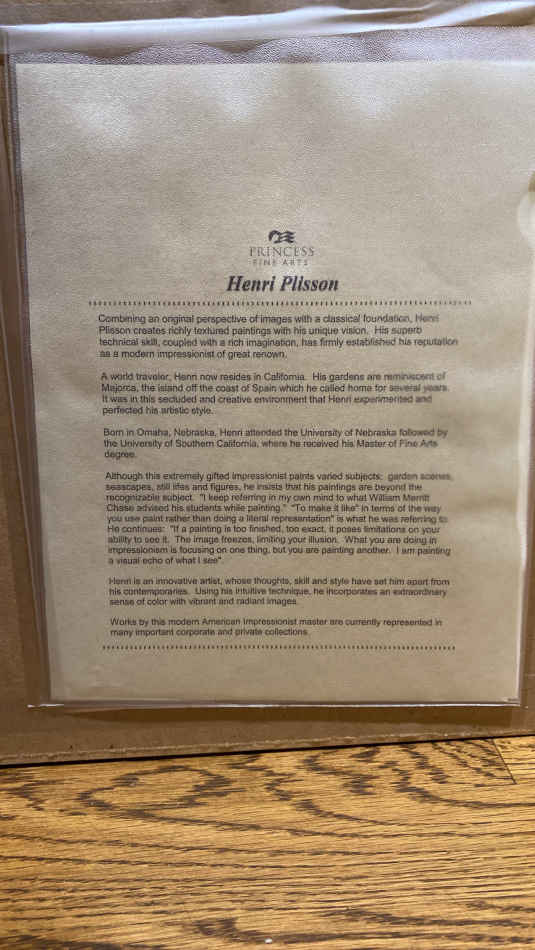 PRINCESS
FINE ARTS
Henri Plisson
Combining an original perspective of images with a classical foundation, Henri
Plisson creates richly textured paintings with his unique vision. His superb
technical skill, coupled with a rich imagination, has firmly established his reputation
as a modern impressionist of great renown.
A world traveler, Henri now resides in California. His gardens are reminiscent of
Majorca, the island off the coast of Spain which he called home for several years.
It was in this secluded and creative environment that Henri experimented and
perfected his artistic style.
Born in Omaha, Nebraska, Henri attended the University of Nebraska followed by
the University of Southern California, where he received his Master of Fine Arts
degree.
Although this extremely gifted Impressionist paints varied subjects: garden scenes,
seascapes, still lifes and figures, he insists that his paintings are beyond the
recognizable subject. "I keep referring in my own mind to what William Merritt
Chase advised his students while painting." "To make it like" in terms of the way
you use paint rather than doing a literal representation" is what he was referring to.
He continues: "If a painting is too finished, too exact, it poses limitations on your
ability to see it. The image freezes, limiting your illusion. What you are doing in
impressionism is focusing on one thing, but you are painting another. I am painting
a visual echo of what I see".
Henri is an innovative artist, whose thoughts, skill and style have set him apart from
his contemporaries. Using his intuitive technique, he incorporates an extraordinary
sense of color with vibrant and radiant images.
Works by this modern American Impressionist master are currently represented in
many important corporate and private collections.